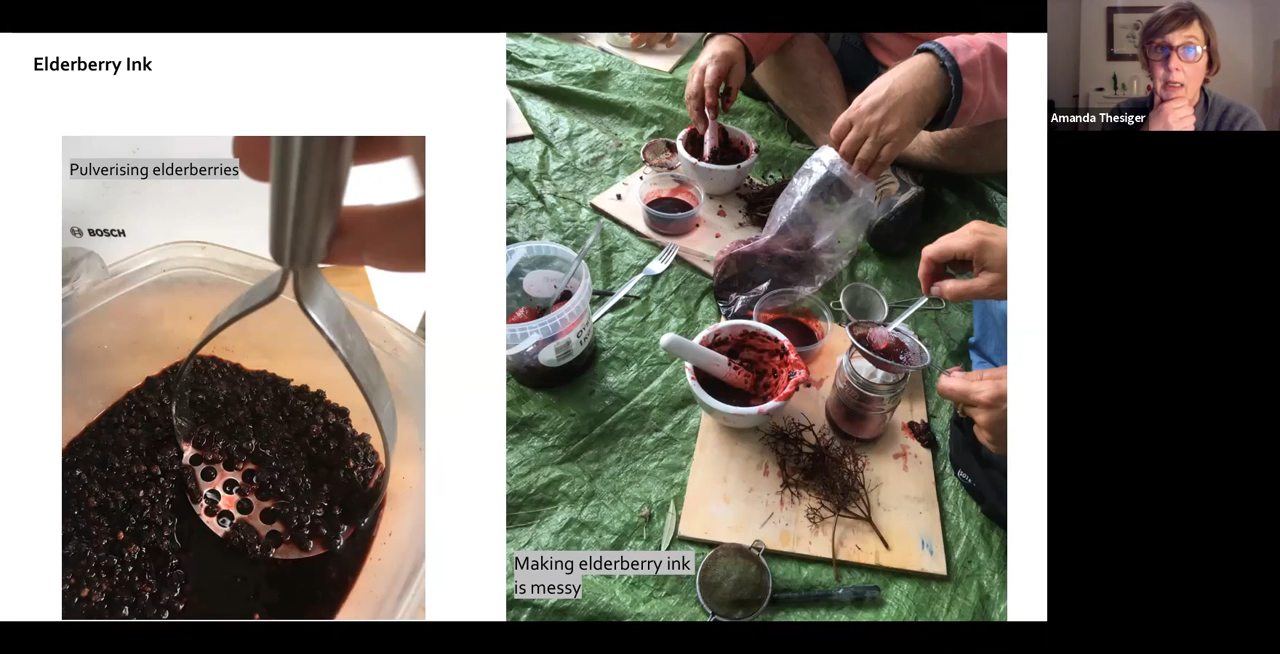 Elderberry Ink
Pulverising elderberries
BOSCH
Making elderberry ink
is messy
Amanda Thesiger